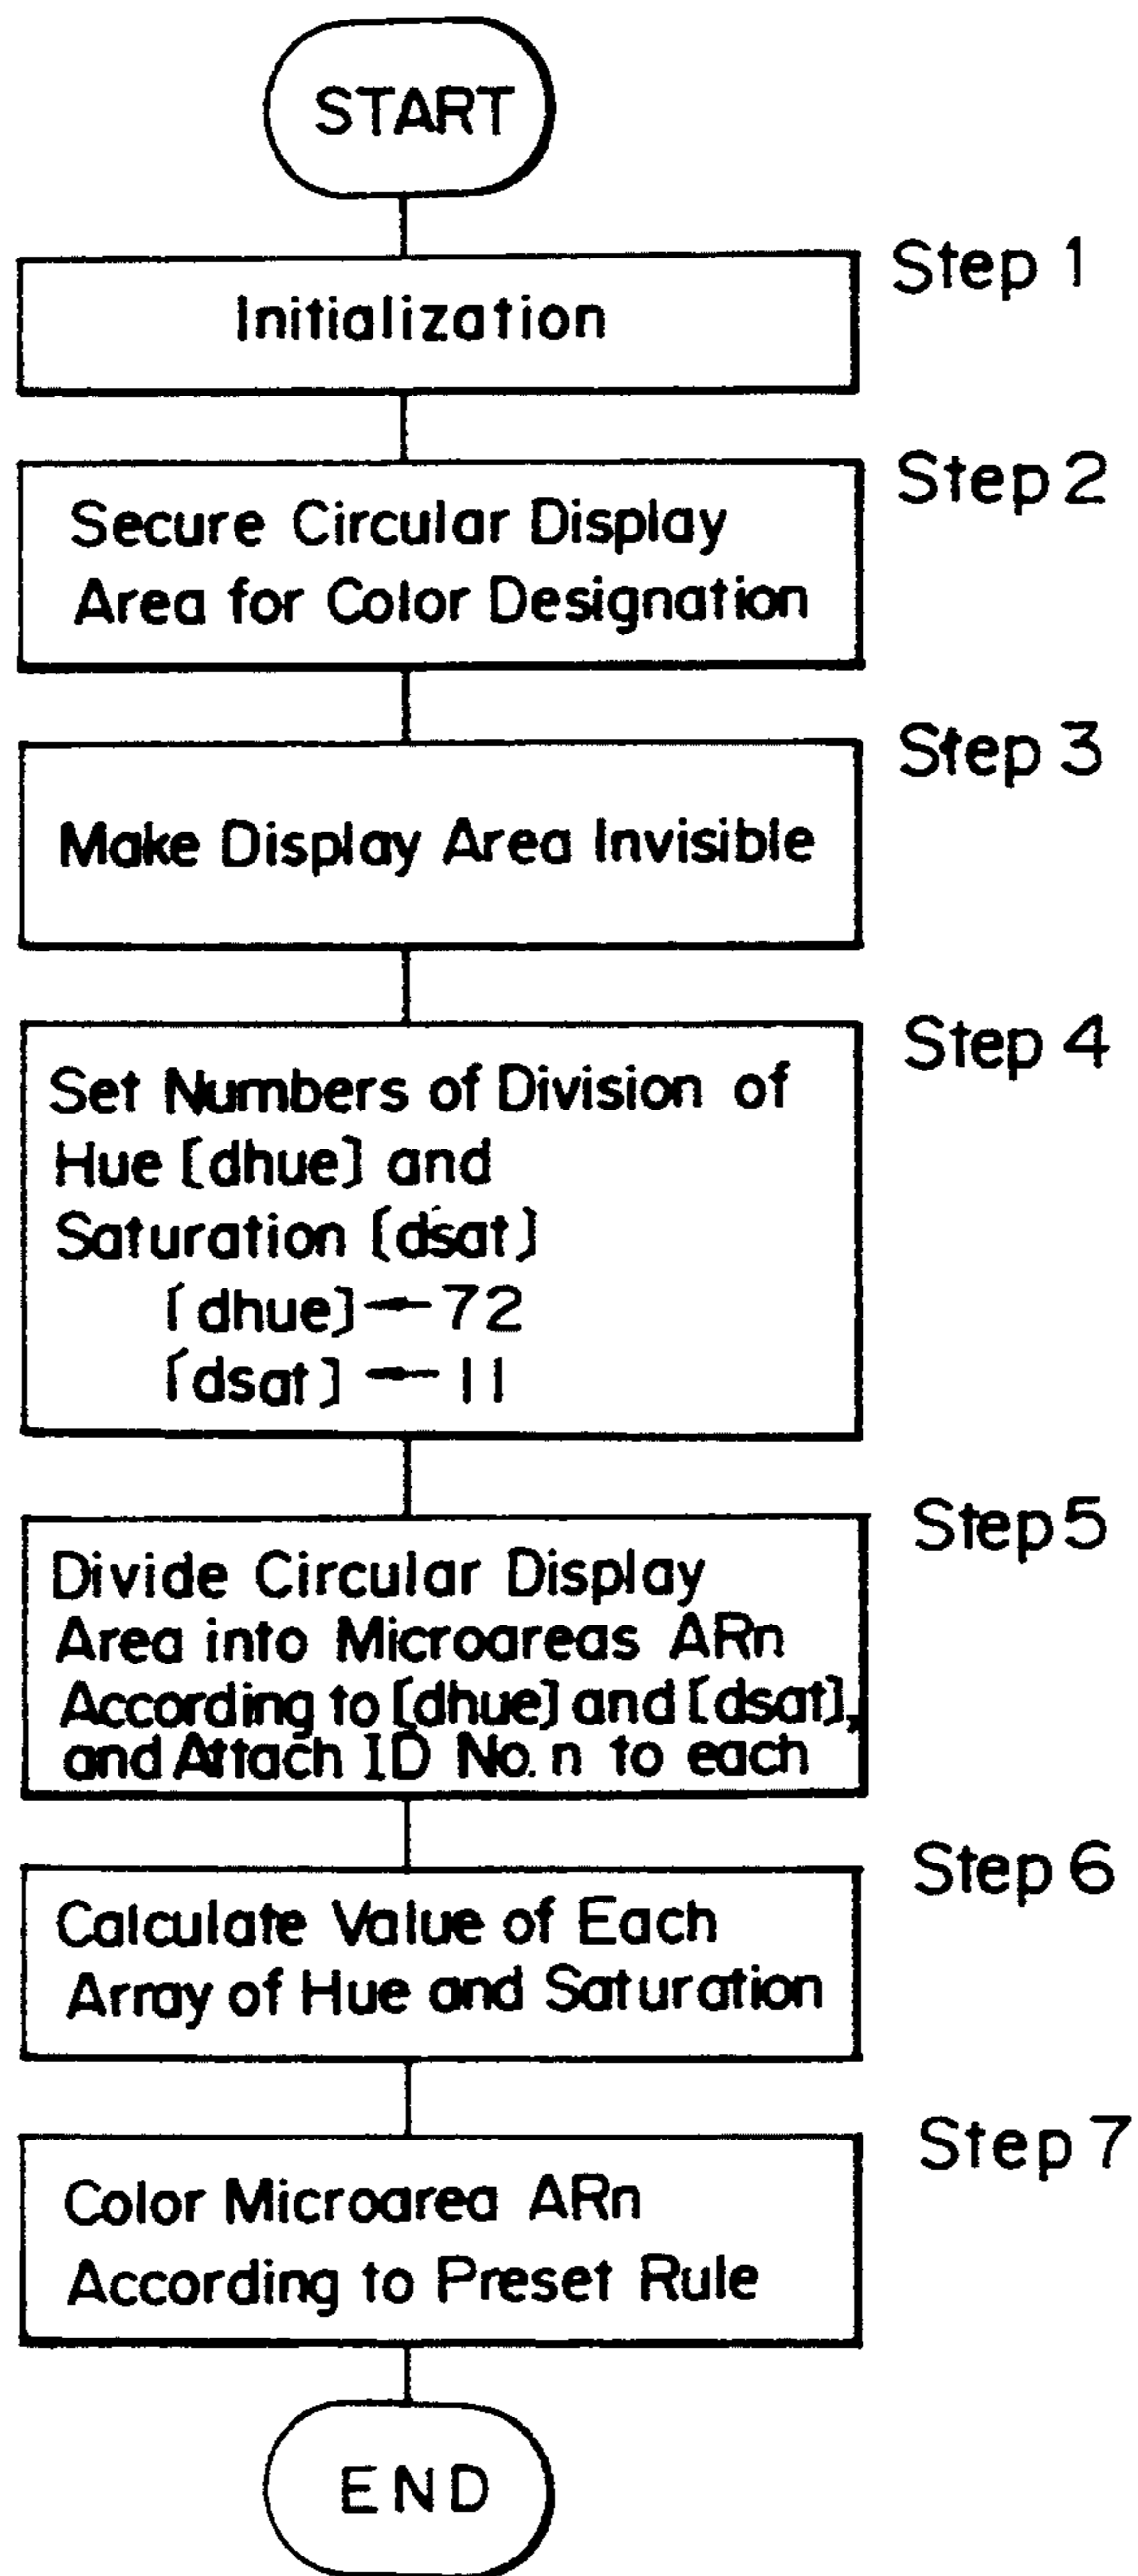 START
Step 1
Initialization
Step 2
Secure Circular Display
Area for Color Designation
Step 3
Make Display Area Invisible
Step 4
Set Numbers of Division of
Hue [dhue] and
Saturation [dsat]
[dhue] ← 72
[dsat] ← 11
Step 5
Divide Circular Display
Area into Microareas ARn
According to [dhue] and [dsat],
and Attach ID No. n to each
Step 6
Calculate Value of Each
Array of Hue and Saturation
Step 7
Color Microarea ARn
According to Preset Rule
END